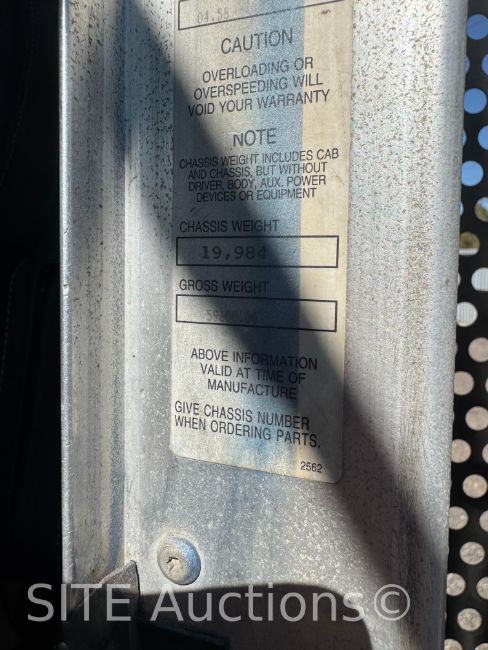 04.56
CAUTION
OVERLOADING OR
OVERSPEEDING WILL
VOID YOUR WARRANTY
NOTE
CHASSIS WEIGHT INCLUDES CAB
AND CHASSIS, BUT WITHOUT
DRIVER, BODY, AUX. POWER
DEVICES OR EQUIPMENT
CHASSIS WEIGHT
19,984
GROSS WEIGHT
ABOVE INFORMATION
VALID AT TIME OF
MANUFACTURE
GIVE CHASSIS NUMBER
WHEN ORDERING PARTS.
2562
SITE Auctions©